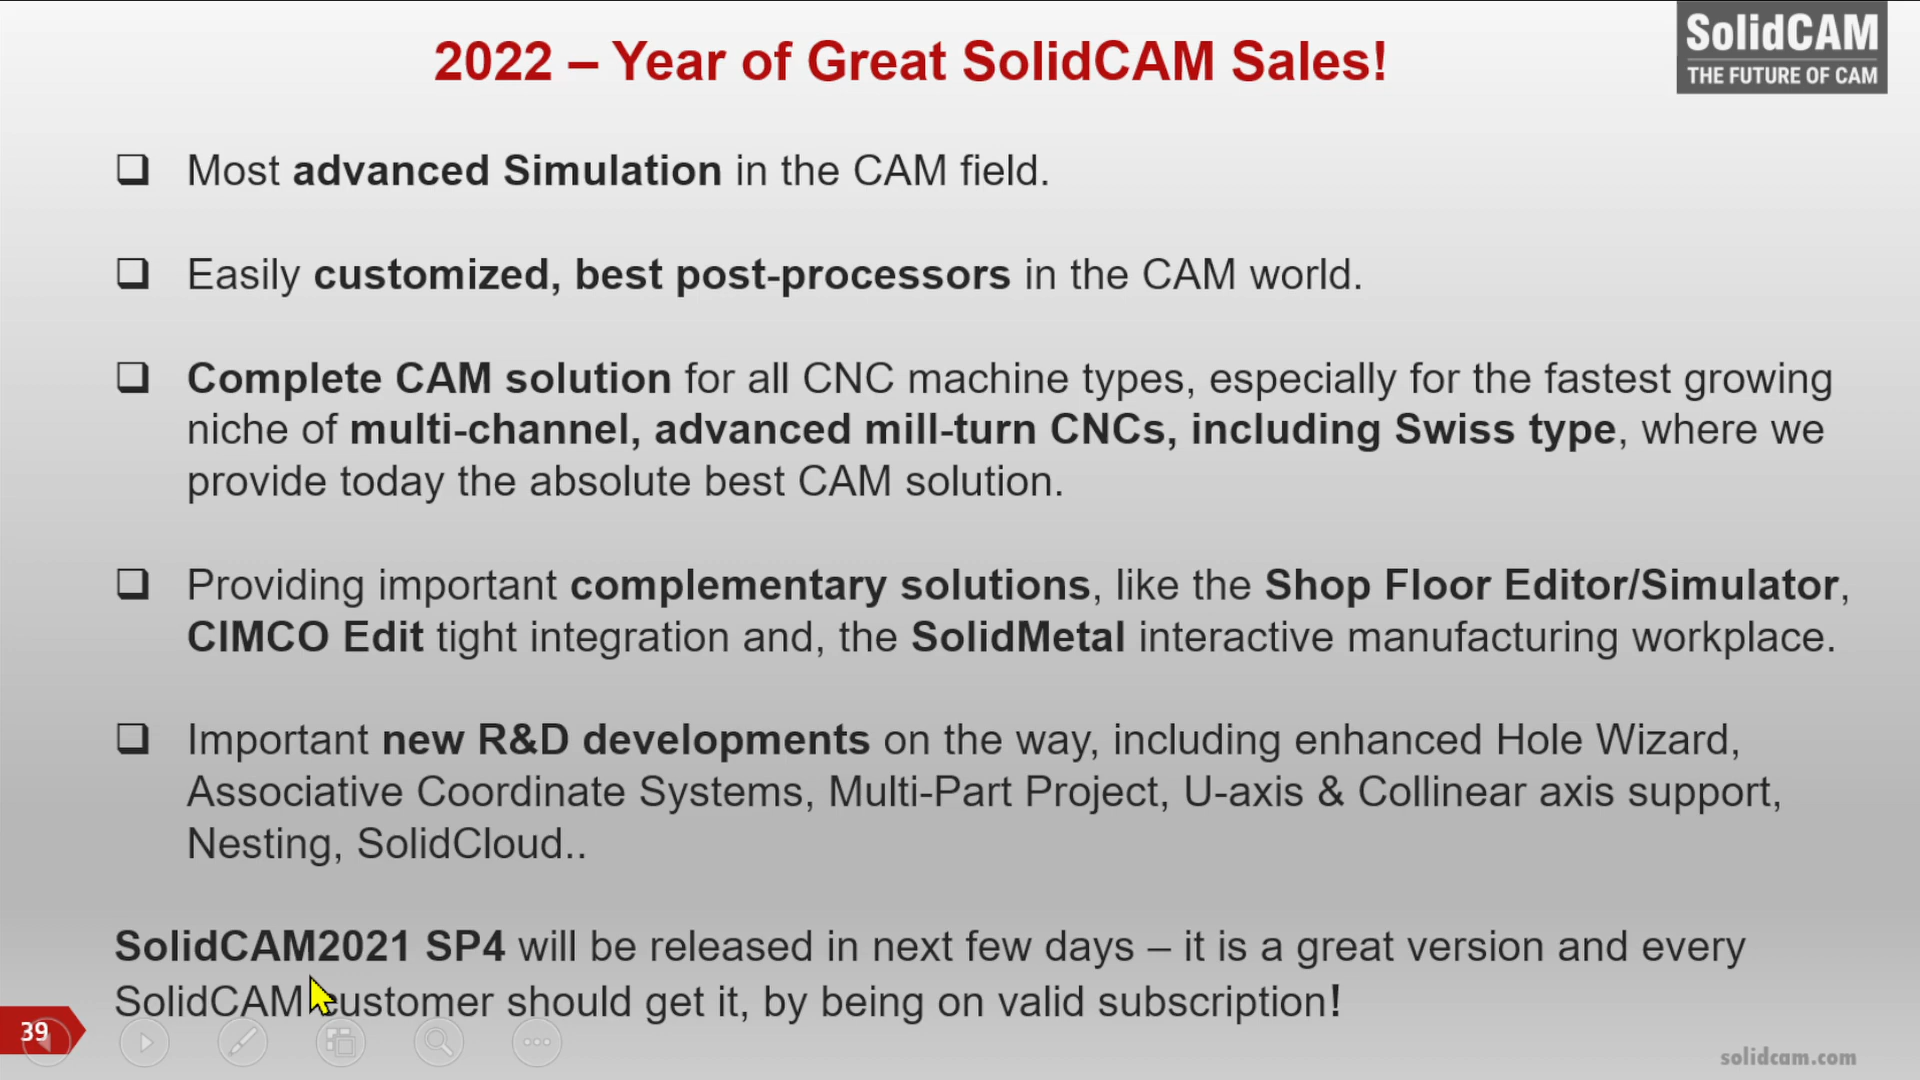 2022 – Year of Great SolidCAM Sales!
SolidCAM
THE FUTURE OF CAM
Most advanced Simulation in the CAM field.
Easily customized, best post-processors in the CAM world.
Complete CAM solution for all CNC machine types, especially for the fastest growing
niche of multi-channel, advanced mill-turn CNCs, including Swiss type, where we
provide today the absolute best CAM solution.
Providing important complementary solutions, like the Shop Floor Editor/Simulator,
CIMCO Edit tight integration and, the SolidMetal interactive manufacturing workplace.
Important new R&D developments on the way, including enhanced Hole Wizard,
Associative Coordinate Systems, Multi-Part Project, U-axis & Collinear axis support,
Nesting, SolidCloud..
SolidCAM2021 SP4 will be released in next few days – it is a great version and every
SolidCAM customer should get it, by being on valid subscription!
39
solidcam.com